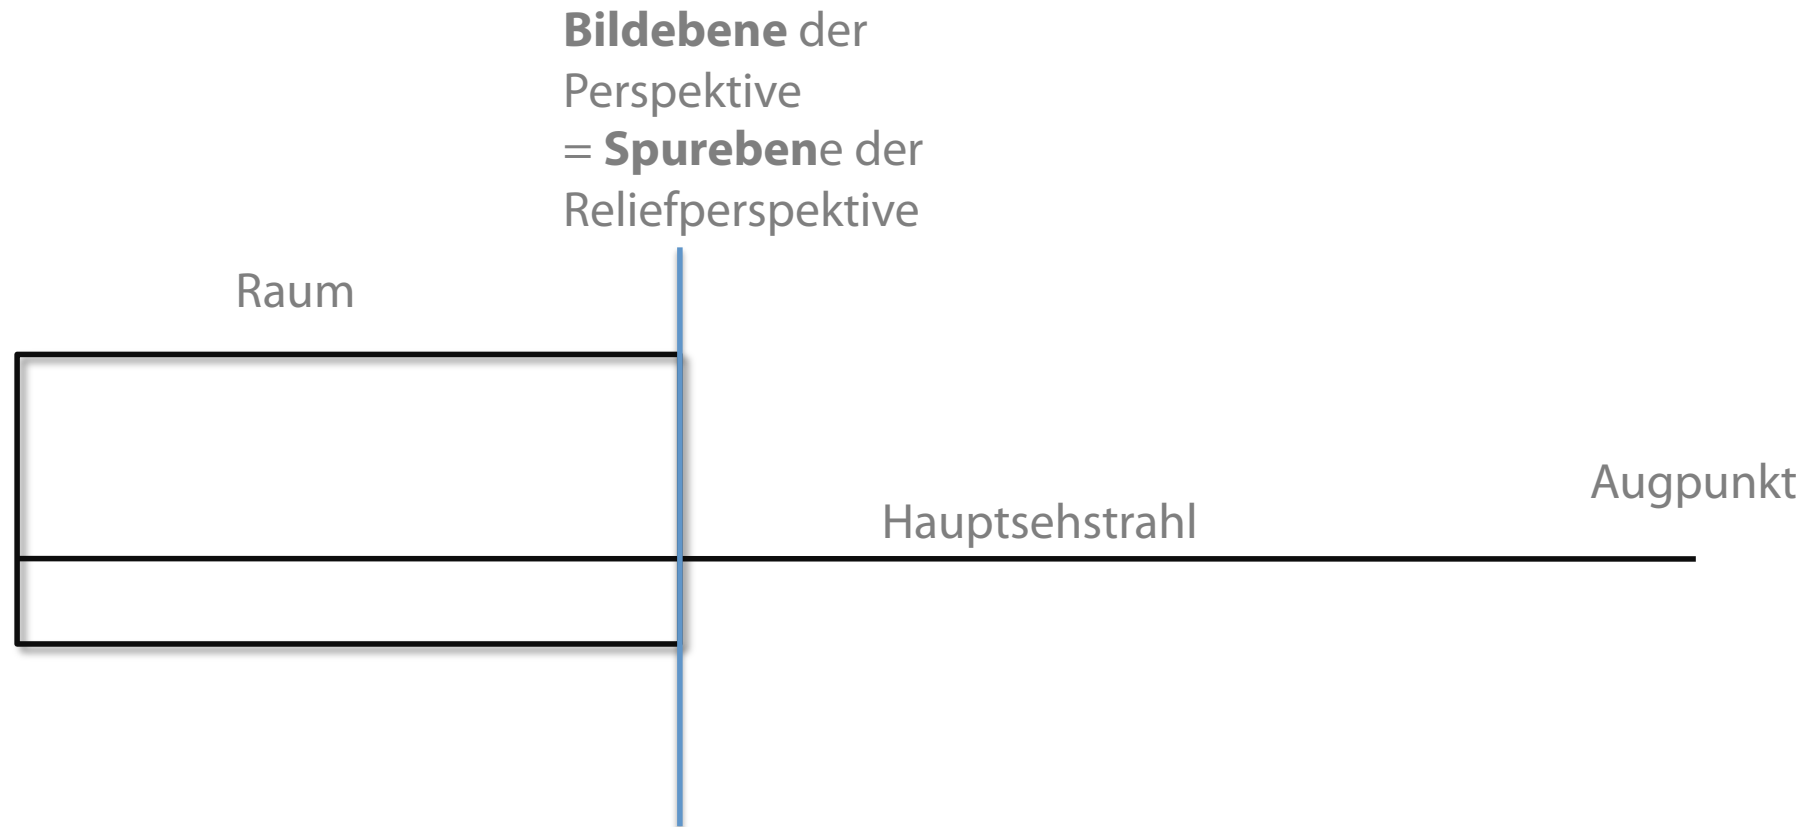 Bildebene der
Perspektive
= Spurebene der
Reliefperspektive
Raum
Augpunkt
Hauptsehstrahl